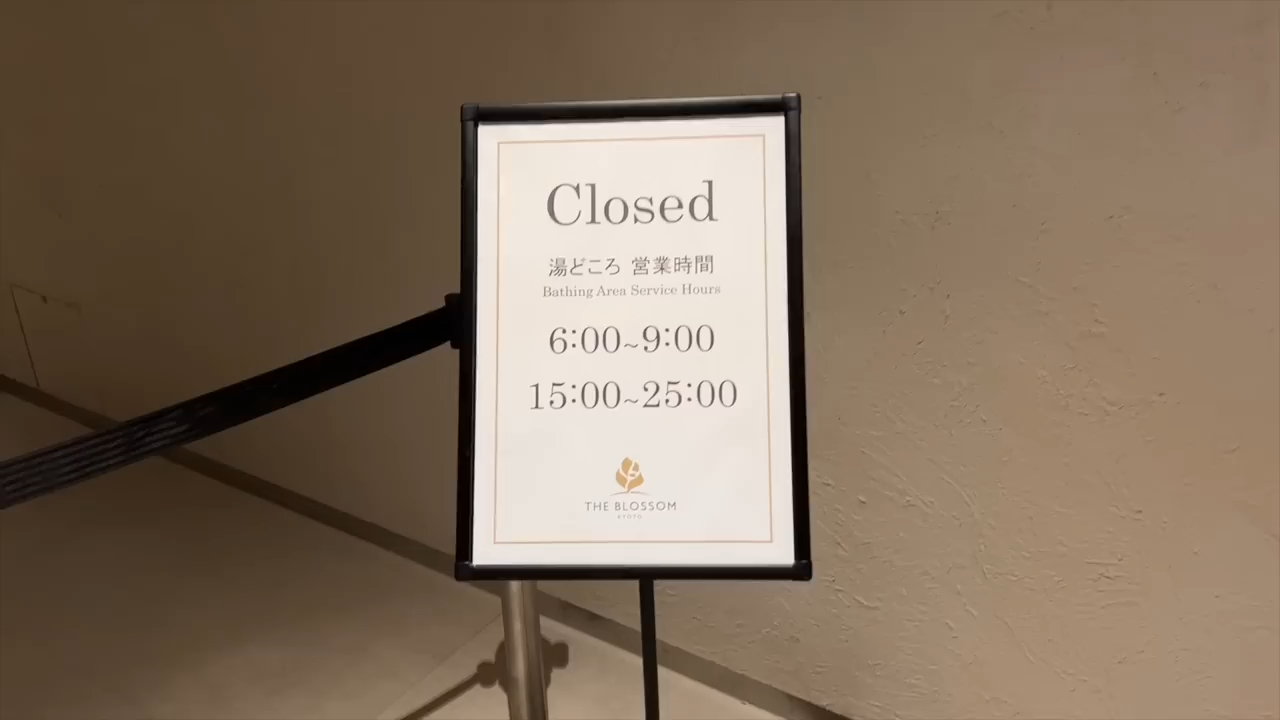 Closed
湯どころ 営業時間
Bathing Area Service Hours
6:00~9:00
15:00~25:00
THE BLOSSOM
KYOTO